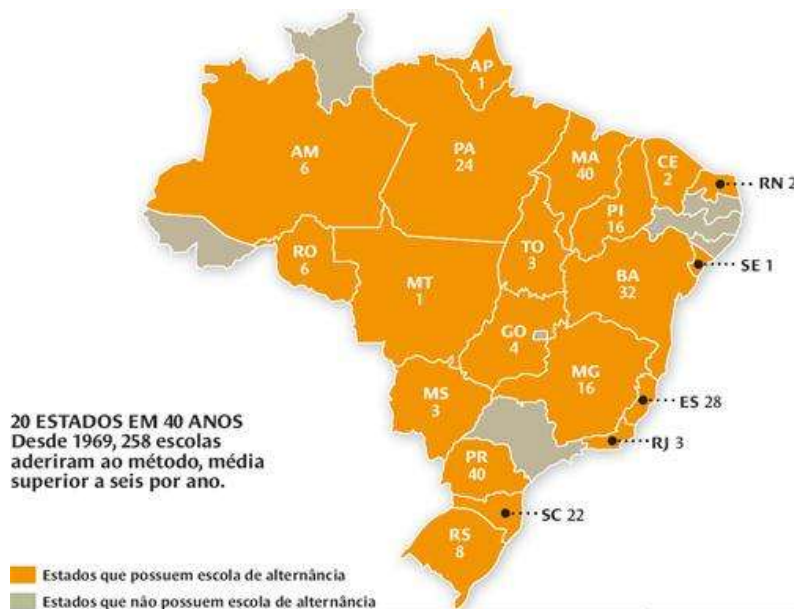 AP
1
AM
6
PA
24
MA
40
CE
2
RN 2
PI
16
RO
6
TO
3
SE 1
MT
1
BA
32
GO
4
MG
16
MS
3
ES 28
RJ 3
20 ESTADOS EM 40 ANOS
Desde 1969, 258 escolas
aderiram ao método, média
superior a seis por ano.
PR
40
SC 22
RS
8
Estados que possuem escola de alternância
Estados que não possuem escola de alternância